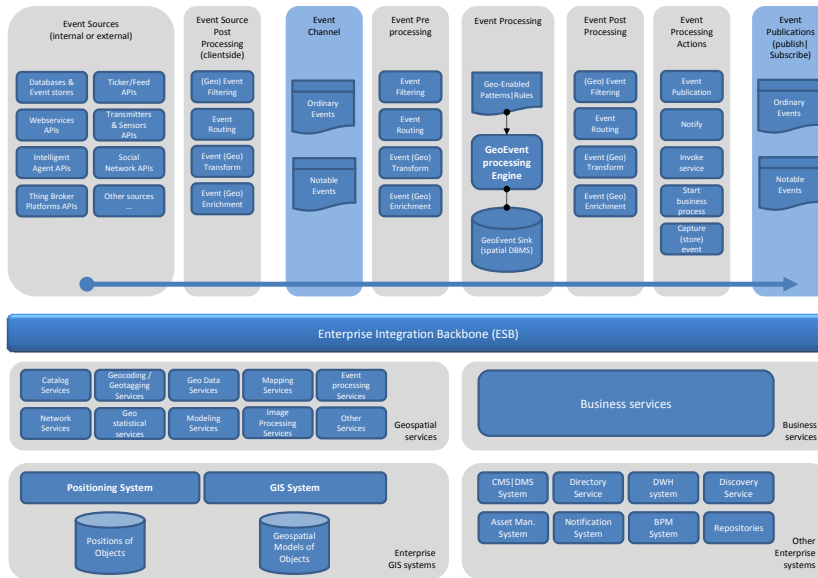 Event Sources
(internal or external)
Databases &
Event stores
Ticker/Feed
APIs
Webservices
APIs
Transmitters
& Sensors
APIs
Intelligent
Agent APIs
Social
Network APIs
Thing Broker
Platforms APIs
Other sources
...
Event Source
Post
Processing
(clientside)
(Geo) Event
Filtering
Event
Routing
Event (Geo)
Transform
Event (Geo)
Enrichment
Event
Channel
Ordinary
Events
Notable
Events
Event Pre
processing
Event
Filtering
Event
Routing
Event (Geo)
Transform
Event (Geo)
Enrichment
Event Processing
Geo-Enabled
Patterns|Rules
GeoEvent
processing
Engine
GeoEvent Sink
(spatial DBMS)
Event Post
Processing
(Geo) Event
Filtering
Event
Routing
Event (Geo)
Transform
Event (Geo)
Enrichment
Event
Processing
Actions
Event
Publication
Notify
Invoke
service
Start
business
process
Capture
(store)
event
Event
Publications
(publish|
Subscribe)
Ordinary
Events
Notable
Events
Enterprise Integration Backbone (ESB)
Catalog
Services
Geocoding /
Geotagging
Services
Geo Data
Services
Mapping
Services
Event
processing
Services
Network
Services
Geo
statistical
services
Modeling
Services
Image
Processing
Services
Other
Services
Geospatial
services
Business services
Business
services
Positioning System
GIS System
Positions of
Objects
Geospatial
Models of
Objects
Enterprise
GIS systems
CMS|DMS
System
Directory
Service
DWH
system
Discovery
Service
Asset Man.
System
Notification
System
BPM
System
Repositories
Other
Enterprise
systems